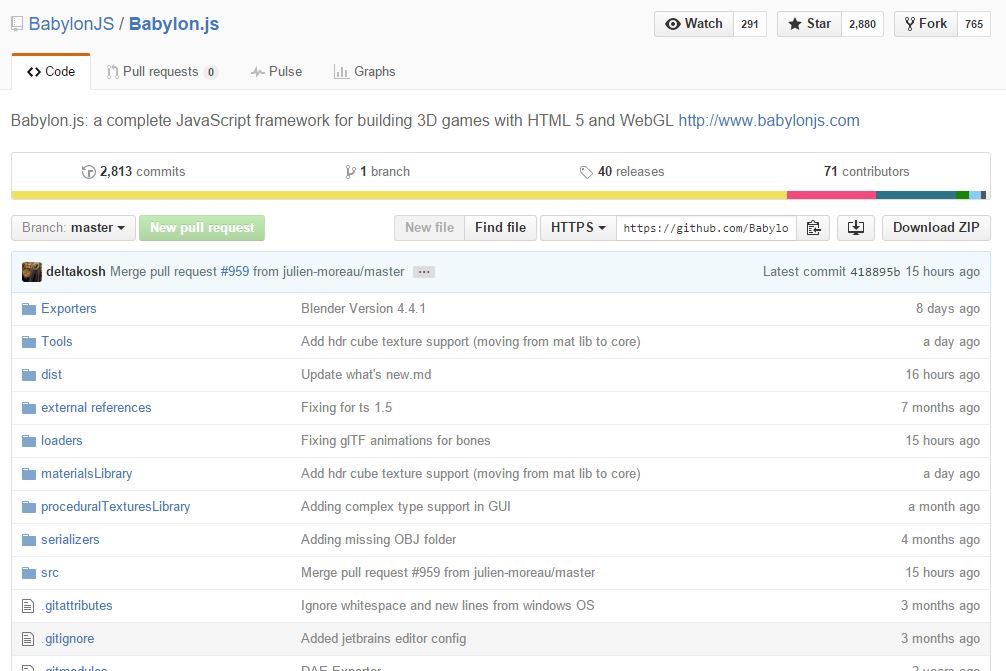 BabylonJS / Babylon.js Watch 291 Star 2,880 Fork 765
Code Pull requests 0 Pulse Graphs
Babylon.js: a complete JavaScript framework for building 3D games with HTML 5 and WebGL http://www.babylonjs.com
2,813 commits 1 branch 40 releases 71 contributors
Branch: master New pull request New file Find file HTTPS https://github.com/Babylo Download ZIP
deltakosh Merge pull request #959 from julien-moreau/master ... Latest commit 418895b 15 hours ago
Exporters Blender Version 4.4.1 8 days ago
Tools Add hdr cube texture support (moving from mat lib to core) a day ago
dist Update what's new.md 16 hours ago
external references Fixing for ts 1.5 7 months ago
loaders Fixing glTF animations for bones 15 hours ago
materialsLibrary Add hdr cube texture support (moving from mat lib to core) a day ago
proceduralTexturesLibrary Adding complex type support in GUI a month ago
serializers Adding missing OBJ folder 4 months ago
src Merge pull request #959 from julien-moreau/master 15 hours ago
.gitattributes Ignore whitespace and new lines from windows OS 3 months ago
.gitignore Added jetbrains editor config 3 months ago
.gitmodules DAE Exporter 2 years ago